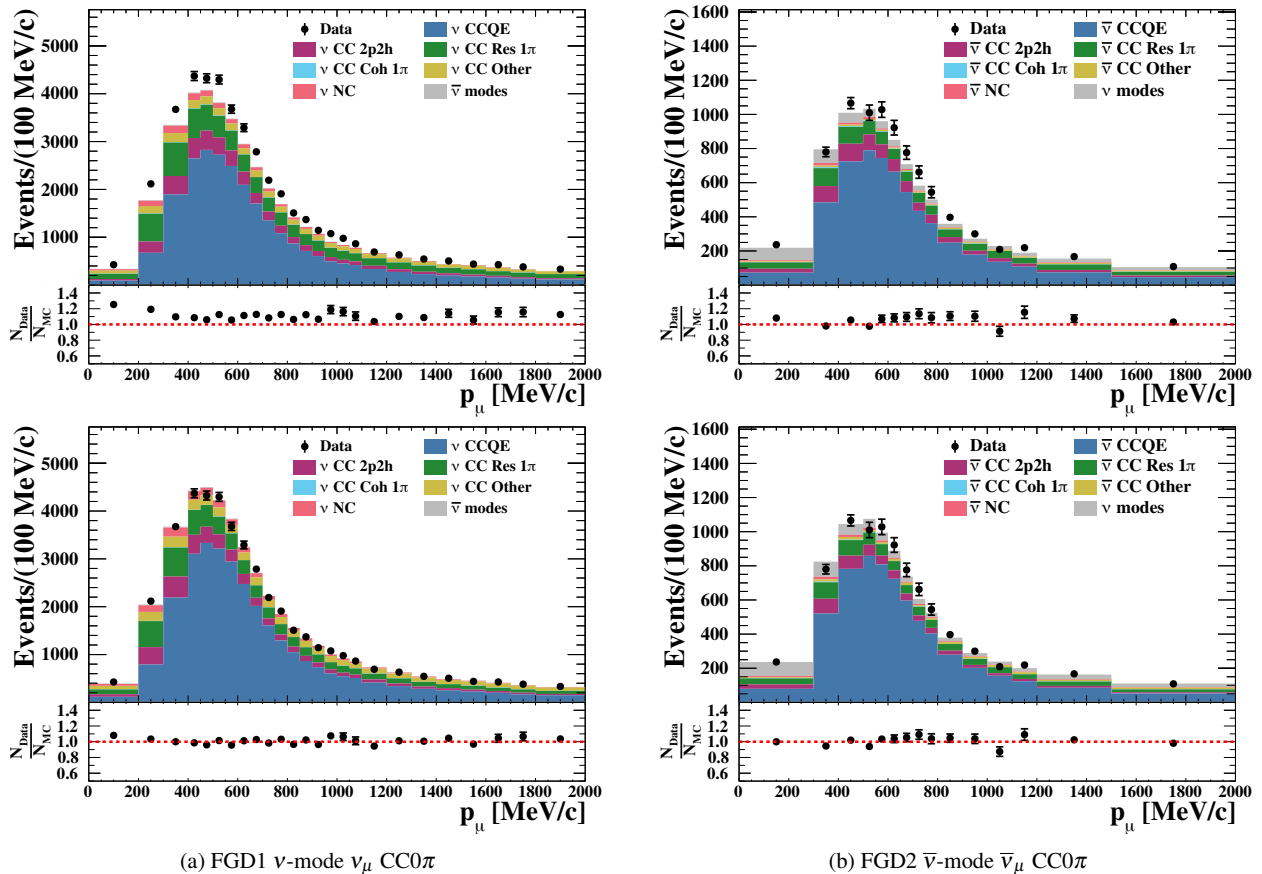 Data
ν CCQE
ν CC 2p2h
ν CC Res 1π
ν CC Coh 1π
ν CC Other
ν NC
ν̅ modes
Events/(100 MeV/c)
5000
4000
3000
2000
1000
N_Data/N_MC
1.4
1.2
1.0
0.8
0.6
0 200 400 600 800 1000 1200 1400 1600 1800 2000
p_μ [MeV/c]
Data
ν̅ CCQE
ν̅ CC 2p2h
ν̅ CC Res 1π
ν̅ CC Coh 1π
ν̅ CC Other
ν̅ NC
ν modes
Events/(100 MeV/c)
1600
1400
1200
1000
800
600
400
200
N_Data/N_MC
1.4
1.2
1.0
0.8
0.6
0 200 400 600 800 1000 1200 1400 1600 1800 2000
p_μ [MeV/c]
Data
ν CCQE
ν CC 2p2h
ν CC Res 1π
ν CC Coh 1π
ν CC Other
ν NC
ν̅ modes
Events/(100 MeV/c)
5000
4000
3000
2000
1000
N_Data/N_MC
1.4
1.2
1.0
0.8
0.6
0 200 400 600 800 1000 1200 1400 1600 1800 2000
p_μ [MeV/c]
Data
ν̅ CCQE
ν̅ CC 2p2h
ν̅ CC Res 1π
ν̅ CC Coh 1π
ν̅ CC Other
ν̅ NC
ν modes
Events/(100 MeV/c)
1600
1400
1200
1000
800
600
400
200
N_Data/N_MC
1.4
1.2
1.0
0.8
0.6
0 200 400 600 800 1000 1200 1400 1600 1800 2000
p_μ [MeV/c]
(a) FGD1 ν-mode ν_μ CC0π
(b) FGD2 ν̅-mode ν̅_μ CC0π